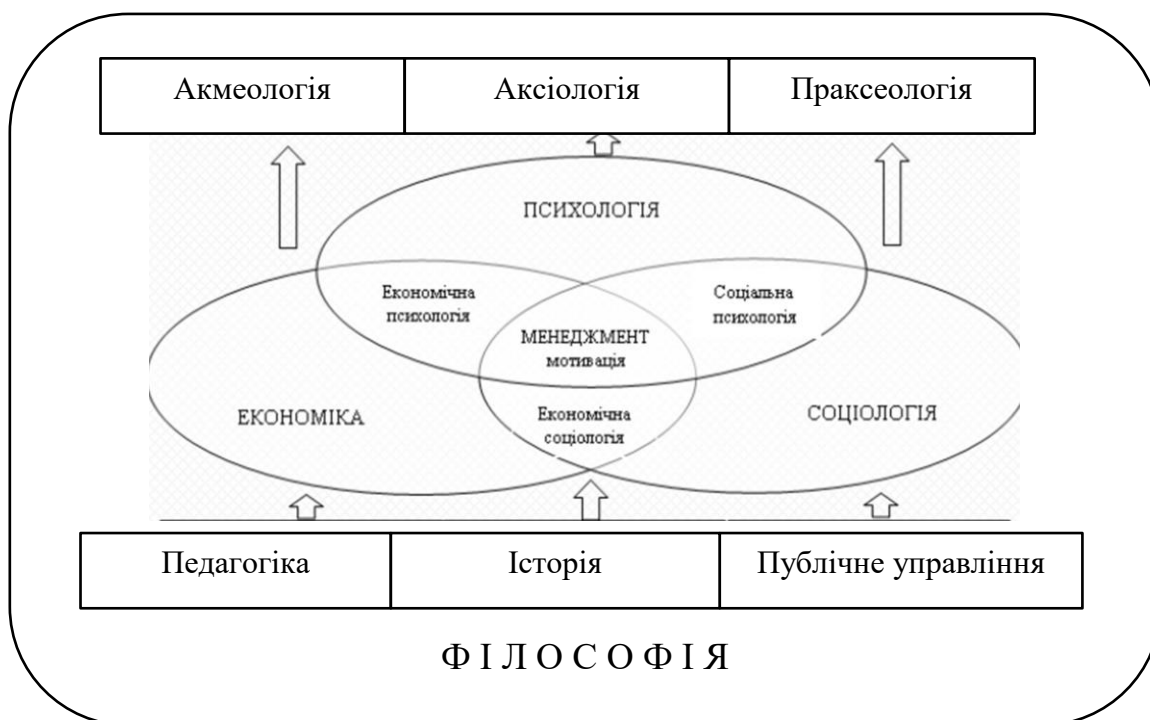 Акмеологія
Аксіологія
Праксеологія
ПСИХОЛОГІЯ
Економічна
психологія
Соціальна
психологія
МЕНЕДЖМЕНТ
мотивація
ЕКОНОМІКА
Економічна
соціологія
СОЦІОЛОГІЯ
Педагогіка
Історія
Публічне управління
Ф І Л О С О Ф І Я